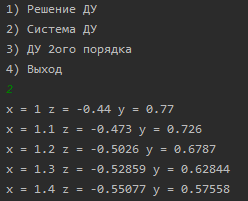 1) Решение ДУ
2) Система ДУ
3) ДУ 2ого порядка
4) Выход
2
x = 1 z = -0.44 y = 0.77
x = 1.1 z = -0.473 y = 0.726
x = 1.2 z = -0.5026 y = 0.6787
x = 1.3 z = -0.52859 y = 0.62844
x = 1.4 z = -0.55077 y = 0.57558